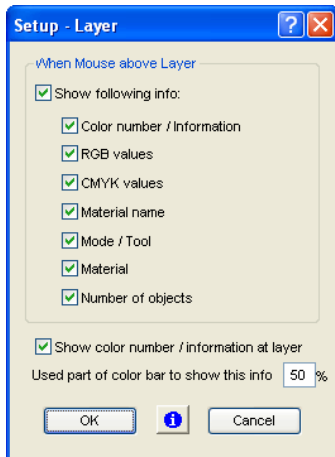 Setup - Layer
When Mouse above Layer
Show following info:
Color number / Information
RGB values
CMYK values
Material name
Mode / Tool
Material
Number of objects
Show color number / information at layer
Used part of color bar to show this info 50 %
OK Cancel